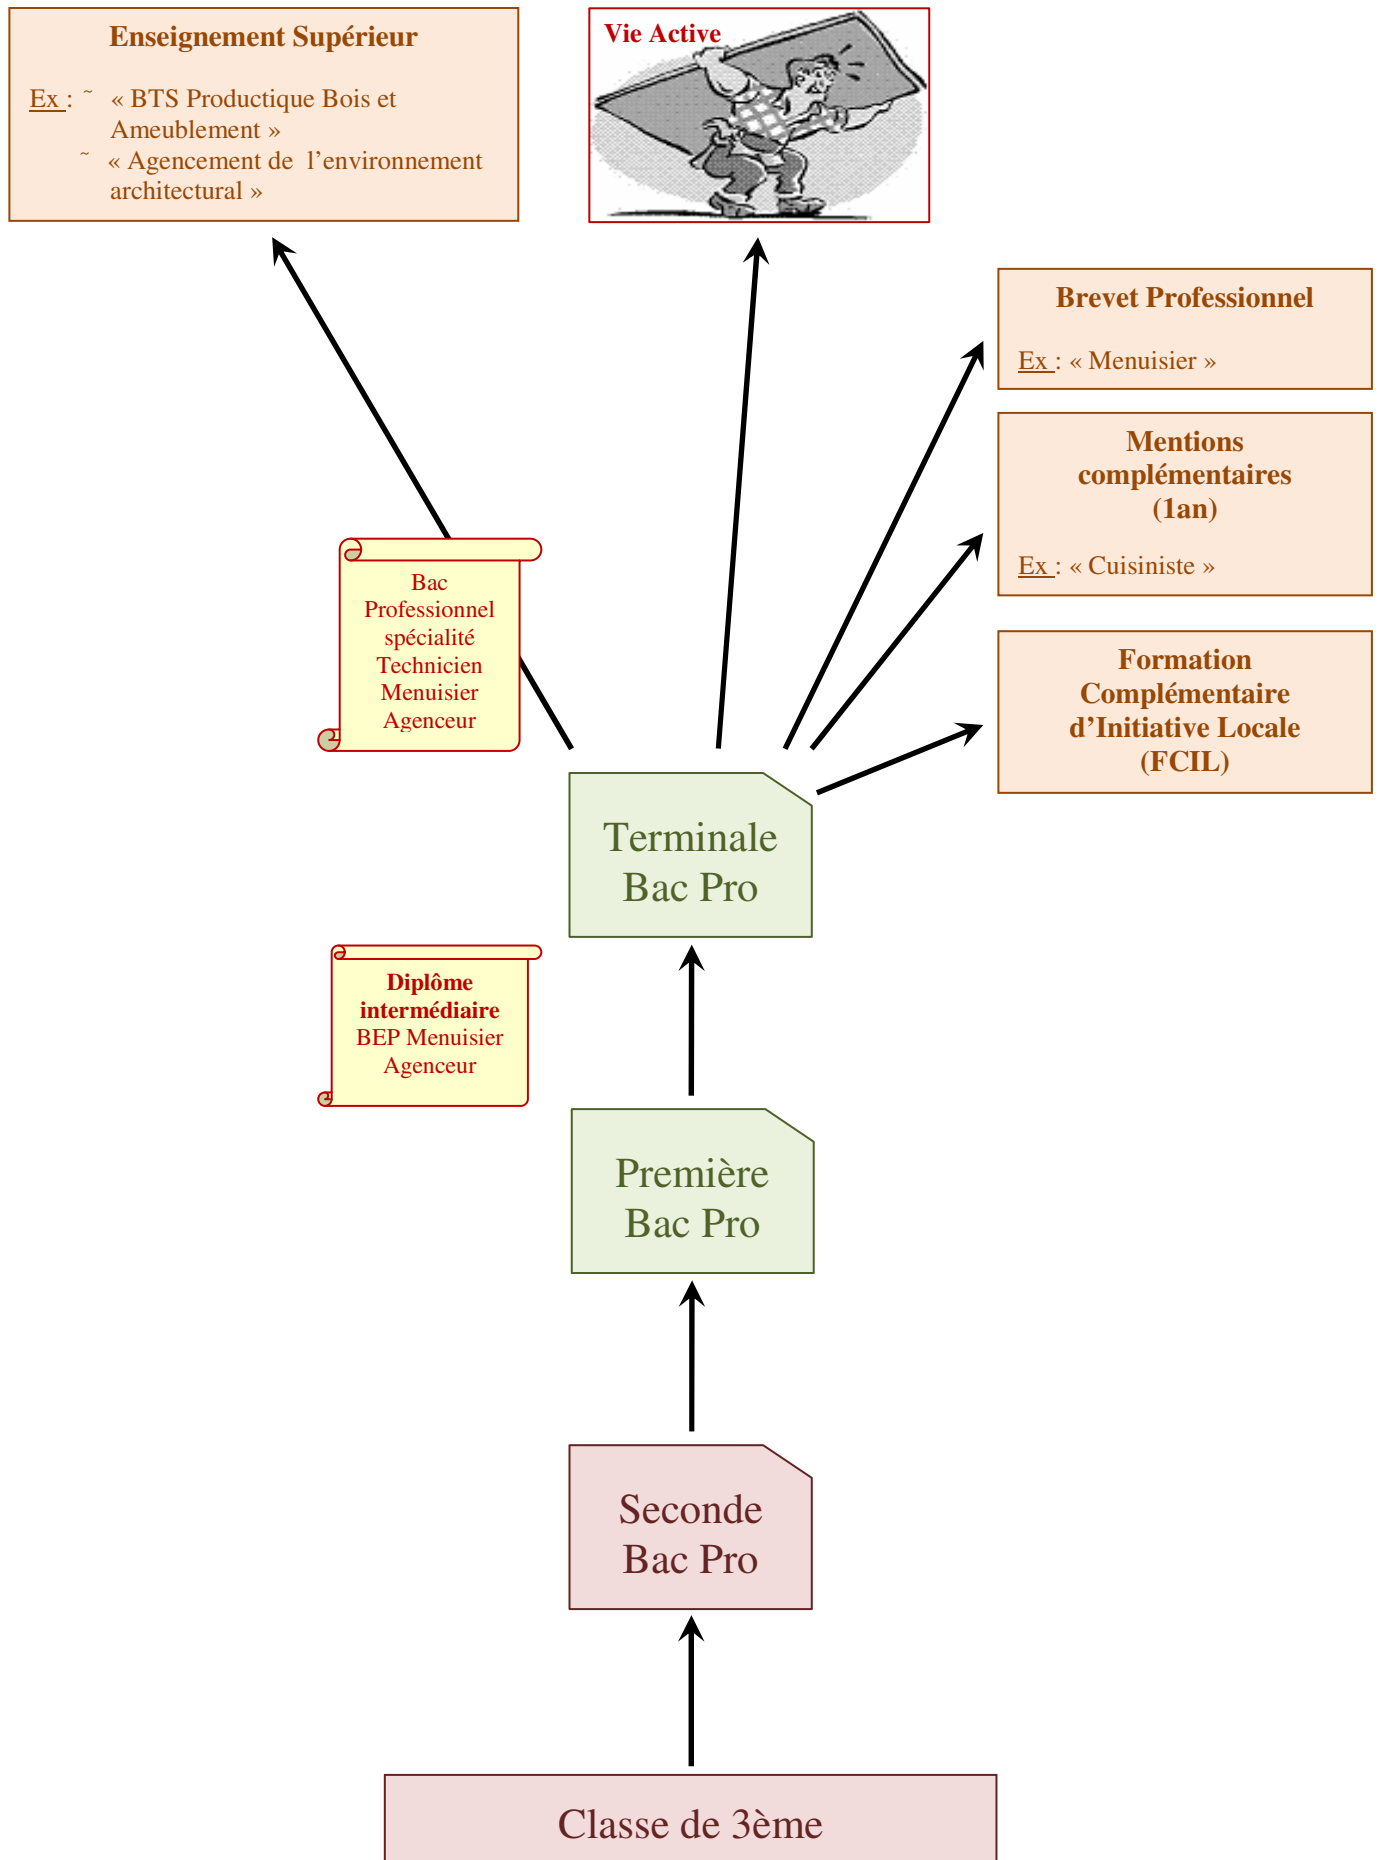 Enseignement Supérieur
Ex : ˜ « BTS Productique Bois et
Ameublement »
˜ « Agencement de l’environnement
architectural »
Vie Active
Brevet Professionnel
Ex : « Menuisier »
Mentions
complémentaires
(1an)
Ex : « Cuisiniste »
Formation
Complémentaire
d’Initiative Locale
(FCIL)
Bac
Professionnel
spécialité
Technicien
Menuisier
Agenceur
Terminale
Bac Pro
Diplôme
intermédiaire
BEP Menuisier
Agenceur
Première
Bac Pro
Seconde
Bac Pro
Classe de 3ème